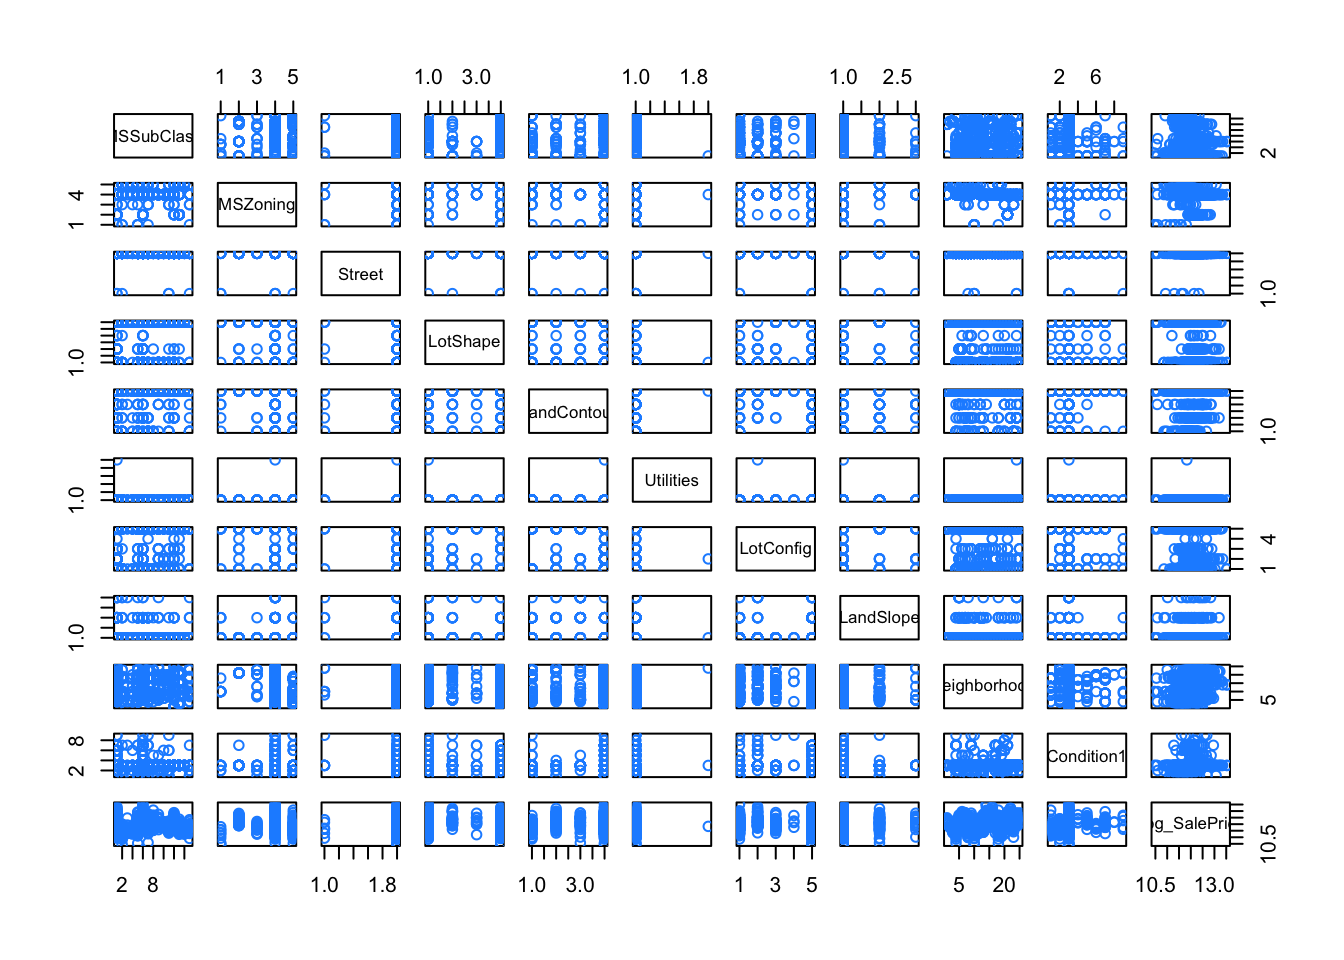 1 3 5 1.0 3.0 1.0 1.8 1.0 2.5 2 6
ISSubClas 2
1 4 MSZoning
Street 1.0
1.0 LotShape
andContou 1.0
1.0 Utilities
LotConfig 1 4
1.0 LandSlope
eighborhoo 5
2 8 Condition1
og_SalePri 10.5
2 8 1.0 1.8 1.0 3.0 1 3 5 5 20 10.5 13.0